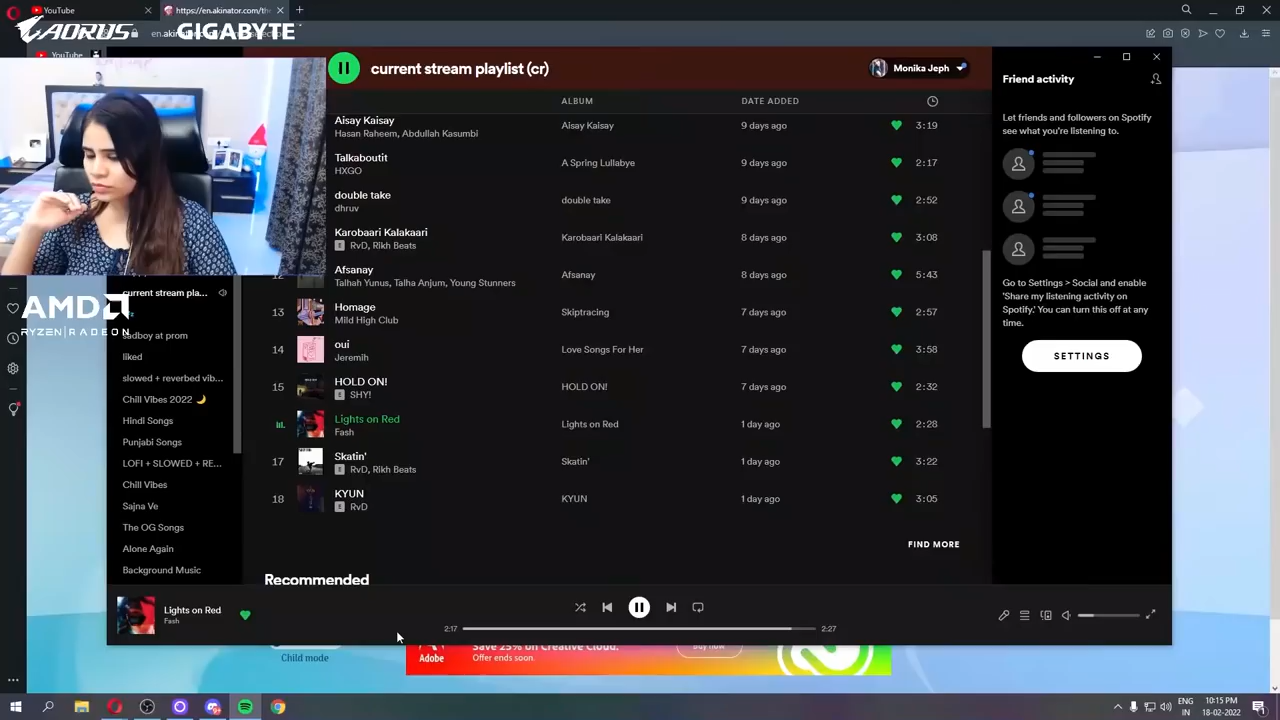 YouTube
https://en.akinator.com/the
AORUS
GIGABYTE
YouTube
current stream playlist (cr)
Monika Jeph
ALBUM
DATE ADDED
Aisay Kaisay
Hasan Raheem, Abdullah Kasumbi
Aisay Kaisay
9 days ago
3:19
Talkaboutit
HXGO
A Spring Lullabye
9 days ago
2:17
double take
dhruv
double take
9 days ago
2:52
Karobaari Kalakaari
E RvD, Rikh Beats
Karobaari Kalakaari
8 days ago
3:08
Afsanay
Talhah Yunus, Talha Anjum, Young Stunners
Afsanay
8 days ago
5:43
13
Homage
Mild High Club
Skiptracing
7 days ago
2:57
14
oui
Jeremih
Love Songs For Her
7 days ago
3:58
15
HOLD ON!
E SHY!
HOLD ON!
7 days ago
2:32
Lights on Red
Fash
Lights on Red
1 day ago
2:28
17
Skatin'
E RvD, Rikh Beats
Skatin'
1 day ago
3:22
18
KYUN
E RvD
KYUN
1 day ago
3:05
FIND MORE
Recommended
current stream pla...
AMD
RYZEN|RADEON
sadboy at prom
liked
slowed + reverbed vib...
Chill Vibes 2022 🌙
Hindi Songs
Punjabi Songs
LOFI + SLOWED + RE...
Chill Vibes
Sajna Ve
The OG Songs
Alone Again
Background Music
Friend activity
Let friends and followers on Spotify
see what you're listening to.
Go to Settings > Social and enable
'Share my listening activity on
Spotify.' You can turn this off at any
time.
SETTINGS
Lights on Red
Fash
2:17
2:27
Child mode
Adobe
Save 25% on Creative Cloud.
Offer ends soon.
Buy now
ENG
IN
10:15 PM
18-02-2022